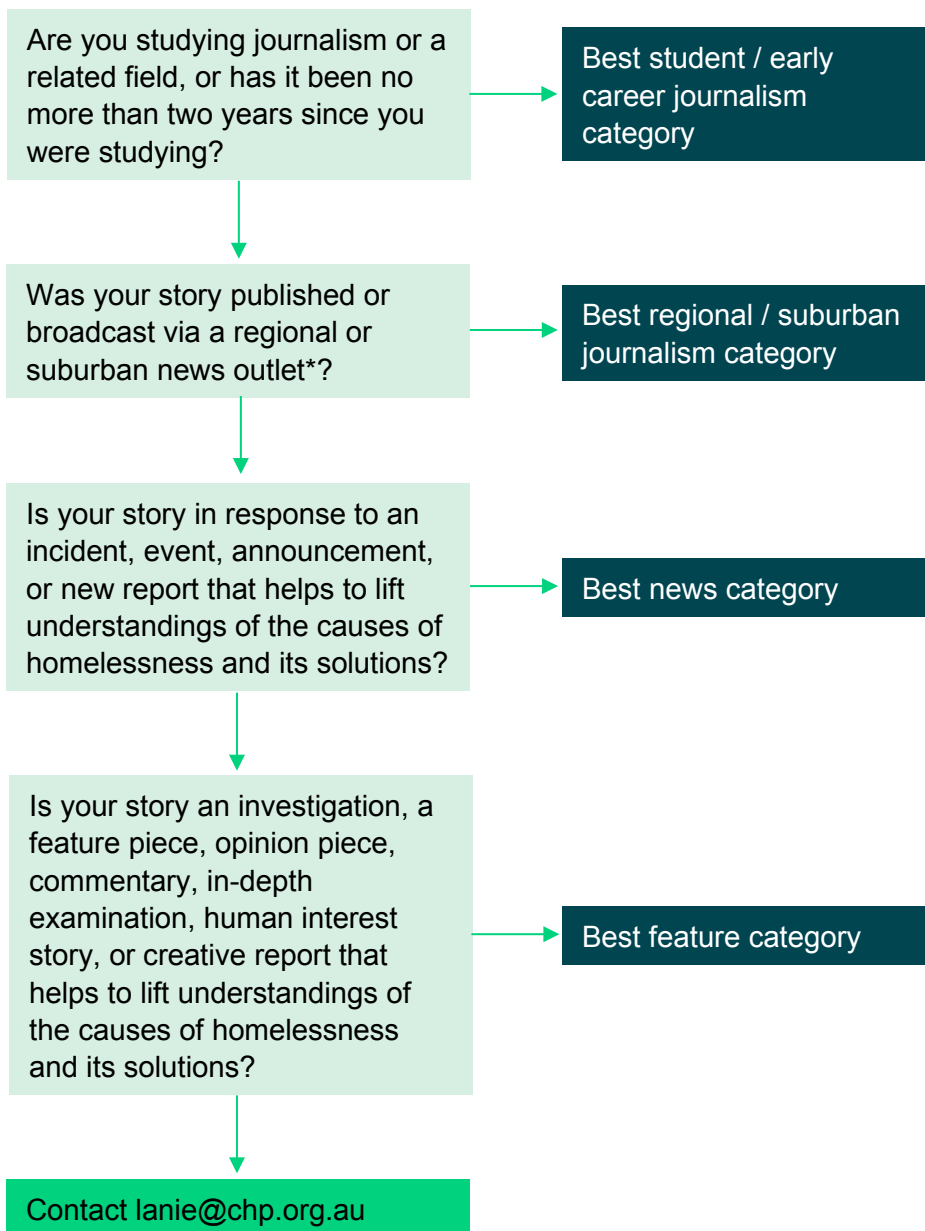 Are you studying journalism or a
related field, or has it been no
more than two years since you
were studying?
Best student / early
career journalism
category
Was your story published or
broadcast via a regional or
suburban news outlet*?
Best regional / suburban
journalism category
Is your story in response to an
incident, event, announcement,
or new report that helps to lift
understandings of the causes of
homelessness and its solutions?
Best news category
Is your story an investigation, a
feature piece, opinion piece,
commentary, in-depth
examination, human interest
story, or creative report that
helps to lift understandings of
the causes of homelessness
and its solutions?
Best feature category
Contact lanie@chp.org.au